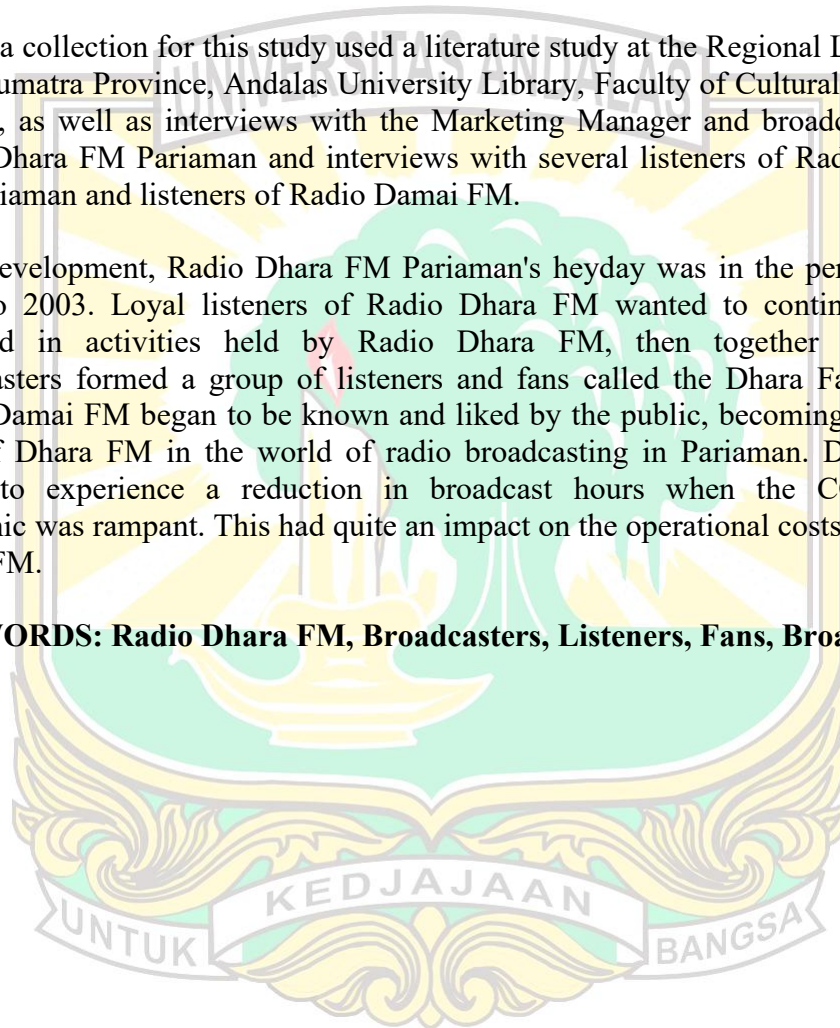 a collection for this study used a literature study at the Regional L
umatra Province, Andalas University Library, Faculty of Cultural
, as well as interviews with the Marketing Manager and broadc
Dhara FM Pariaman and interviews with several listeners of Rad
iaman and listeners of Radio Damai FM.
evelopment, Radio Dhara FM Pariaman's heyday was in the per
o 2003. Loyal listeners of Radio Dhara FM wanted to contin
d in activities held by Radio Dhara FM, then together
asters formed a group of listeners and fans called the Dhara Fa
Damai FM began to be known and liked by the public, becoming
f Dhara FM in the world of radio broadcasting in Pariaman. D
to experience a reduction in broadcast hours when the C
nic was rampant. This had quite an impact on the operational costs
FM.
WORDS: Radio Dhara FM, Broadcasters, Listeners, Fans, Broa
UNIVERSITAS ANDALAS
UNTUK KEDJAJAAN BANGSA